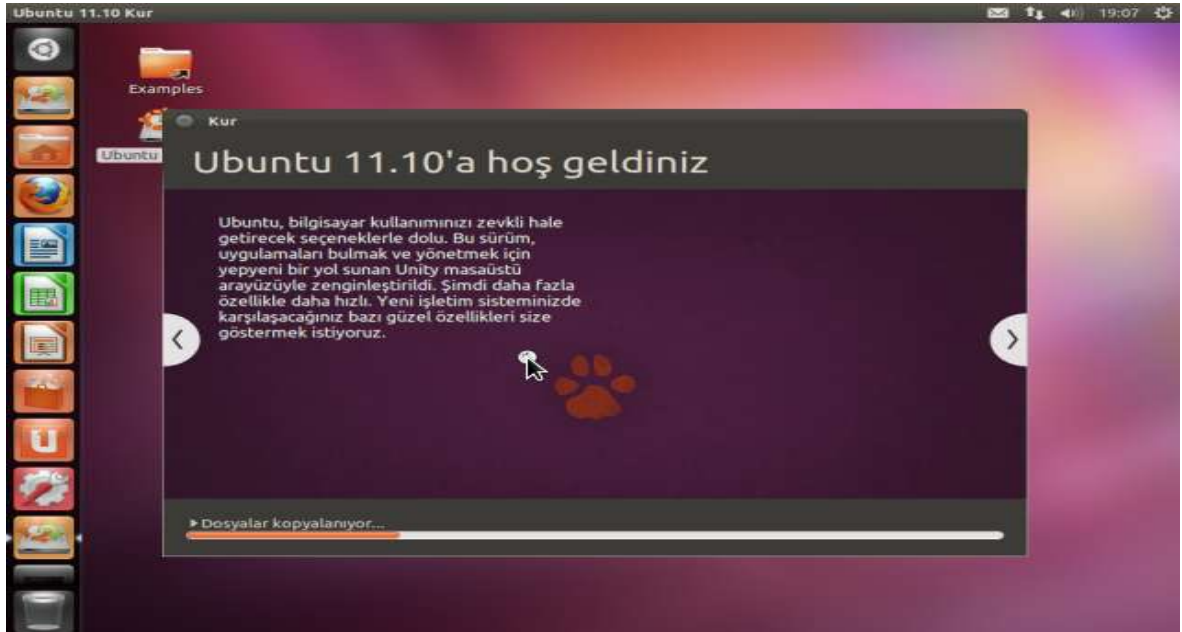 Ubuntu 11.10 Kur
19:07
Examples
Ubuntu
Kur
Ubuntu 11.10'a hoş geldiniz
Ubuntu, bilgisayar kullanımınızı zevkli hale
getirecek seçeneklerle dolu. Bu sürüm,
uygulamaları bulmak ve yönetmek için
yepyeni bir yol sunan Unity masaüstü
arayüzüyle zenginleştirildi. Şimdi daha fazla
özellikle daha hızlı. Yeni işletim sisteminizde
karşılaşacağınız bazı güzel özellikleri size
göstermek istiyoruz.
Dosyalar kopyalanıyor...